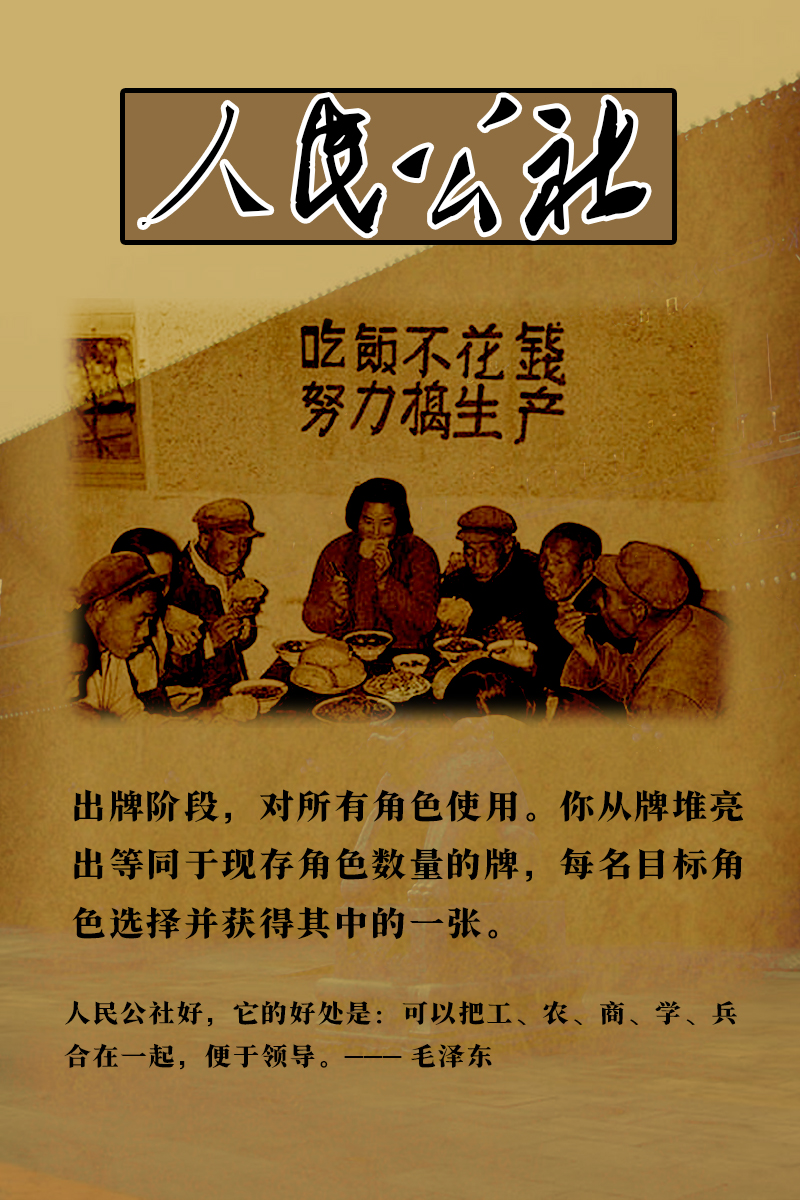 人民公社
吃飯不花錢
努力搞生产
出牌阶段，对所有角色使用。你从牌堆亮
出等同于现存角色数量的牌，每名目标角
色选择并获得其中的一张。
人民公社好，它的好处是：可以把工、农、商、学、兵
合在一起，便于领导。——— 毛泽东